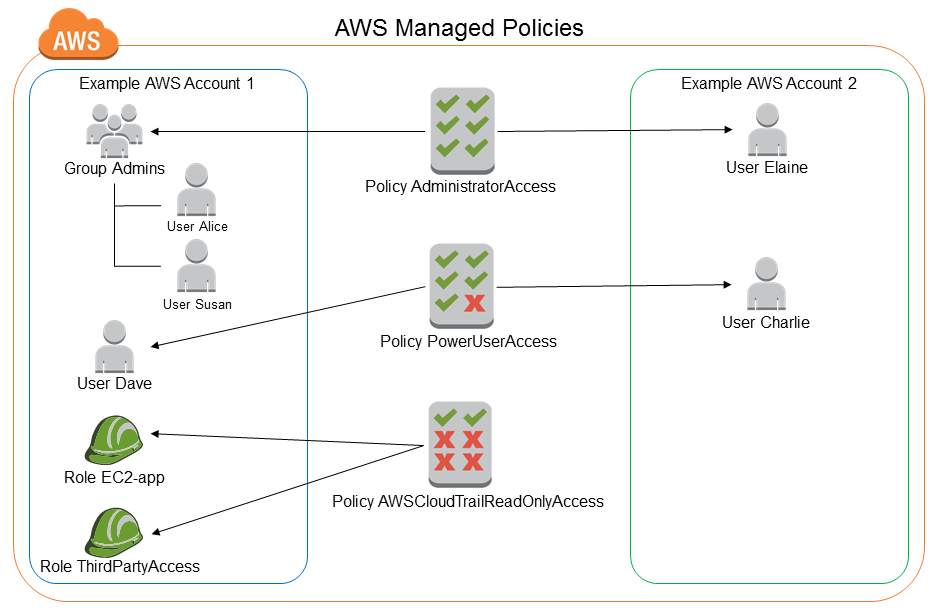 AWS Managed Policies
AWS
Example AWS Account 1
Example AWS Account 2
Group Admins
Policy AdministratorAccess
User Elaine
User Alice
User Susan
Policy PowerUserAccess
User Charlie
User Dave
Role EC2-app
Policy AWSCloudTrailReadOnlyAccess
Role ThirdPartyAccess